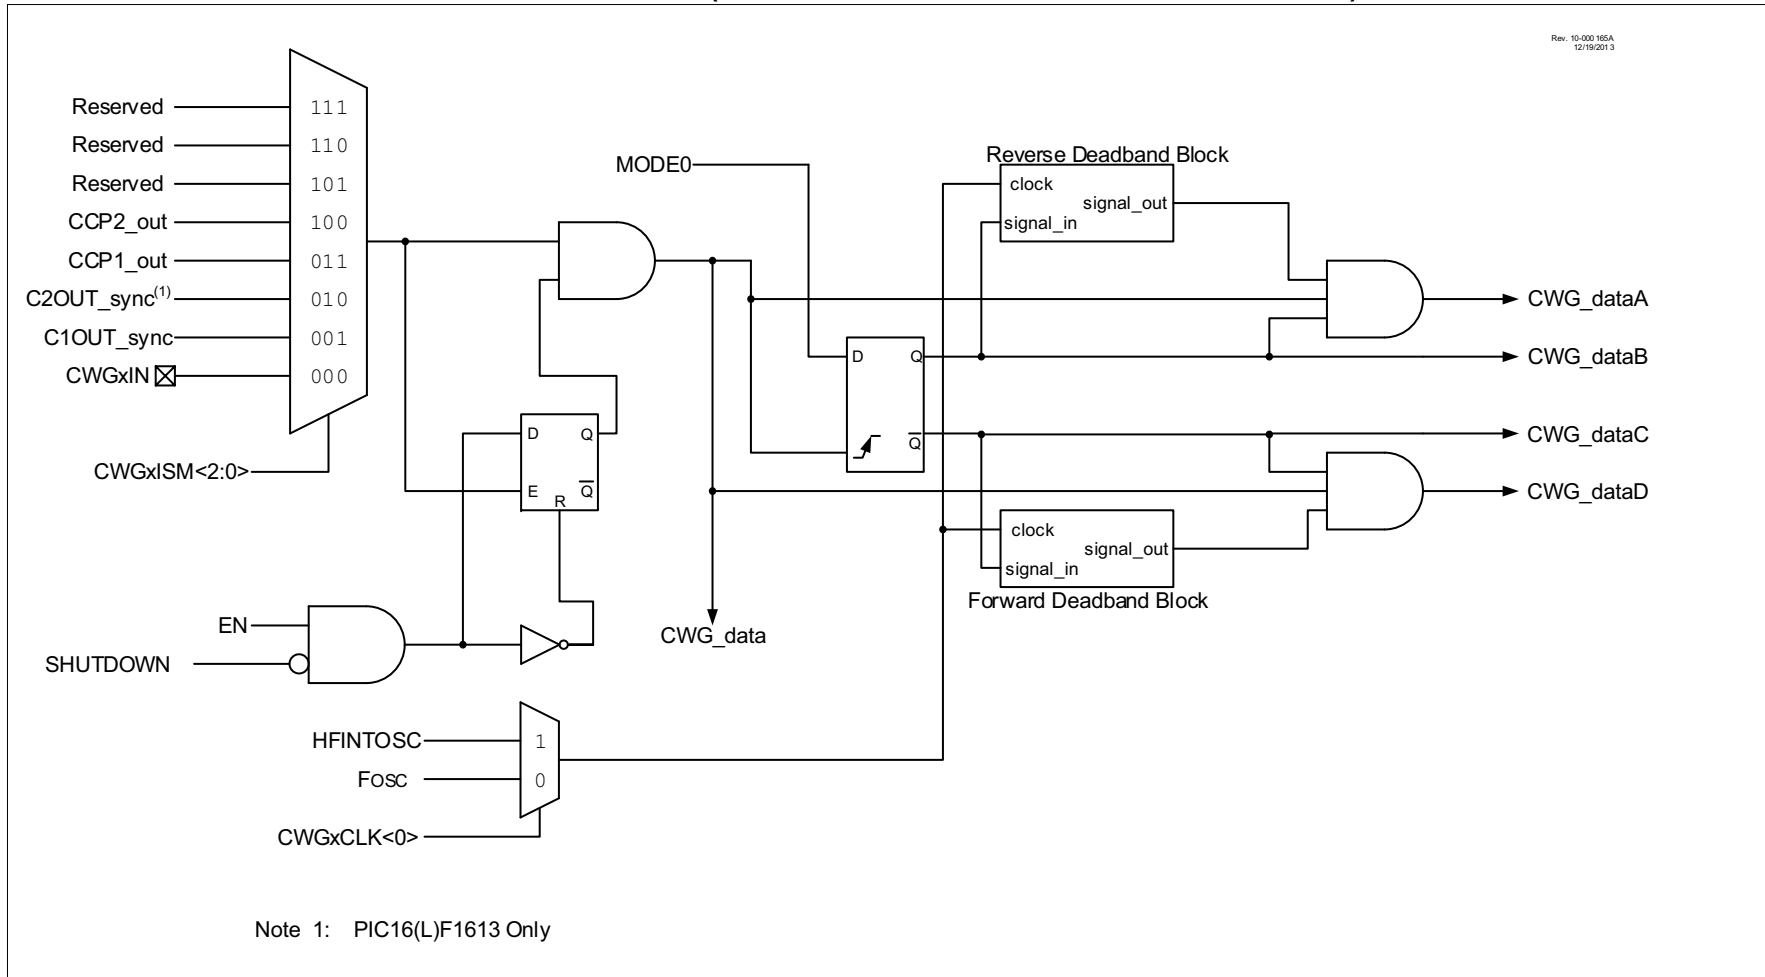 Rev. 10-000 165A
12/19/201 3
Reserved
111
Reserved
110
Reserved
101
CCP2_out
100
CCP1_out
011
C2OUT_sync(1)
010
C1OUT_sync
001
CWGxIN
000
CWGxISM<2:0>
MODE0
Reverse Deadband Block
clock
signal_out
signal_in
D
Q
Q
D
Q
E
Q
R
CWG_dataA
CWG_dataB
CWG_dataC
CWG_dataD
clock
signal_out
signal_in
Forward Deadband Block
EN
SHUTDOWN
CWG_data
HFINTOSC
1
FOSC
0
CWGxCLK<0>
Note 1: PIC16(L)F1613 Only